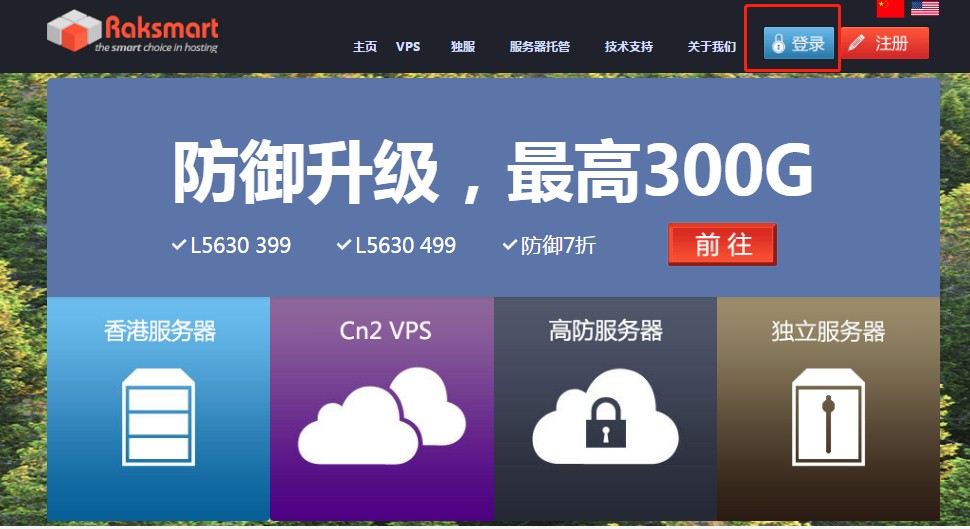 Raksmart
the smart choice in hosting
主页 VPS 独服 服务器托管 技术支持 关于我们 登录 注册
防御升级，最高300G
L5630 399 L5630 499 防御7折 前 往
香港服务器 Cn2 VPS 高防服务器 独立服务器